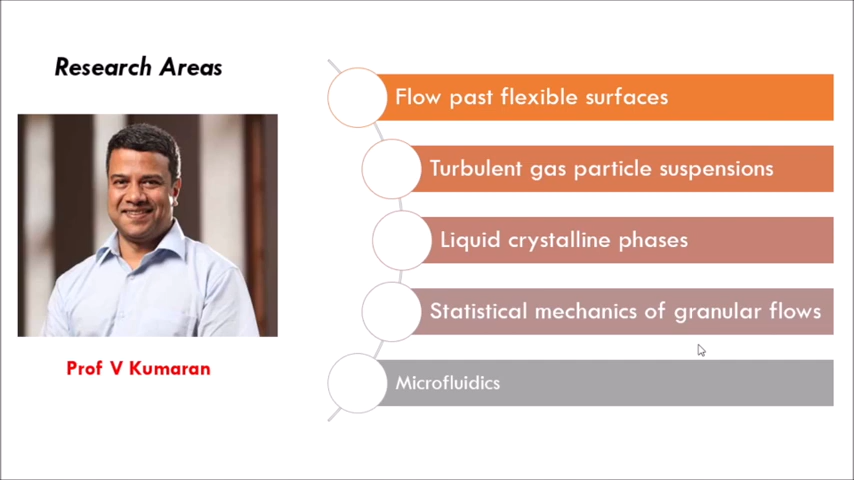 Research Areas
Prof V Kumaran
Flow past flexible surfaces
Turbulent gas particle suspensions
Liquid crystalline phases
Statistical mechanics of granular flows
Microfluidics